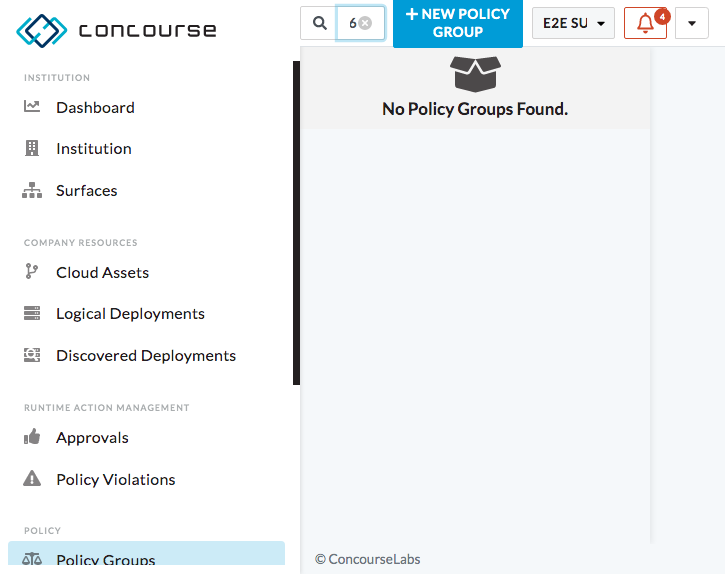 concourse
6
+ NEW POLICY
GROUP
E2E SU
4
INSTITUTION
Dashboard
Institution
Surfaces
COMPANY RESOURCES
Cloud Assets
Logical Deployments
Discovered Deployments
RUNTIME ACTION MANAGEMENT
Approvals
Policy Violations
POLICY
Policy Groups
No Policy Groups Found.
© ConcourseLabs